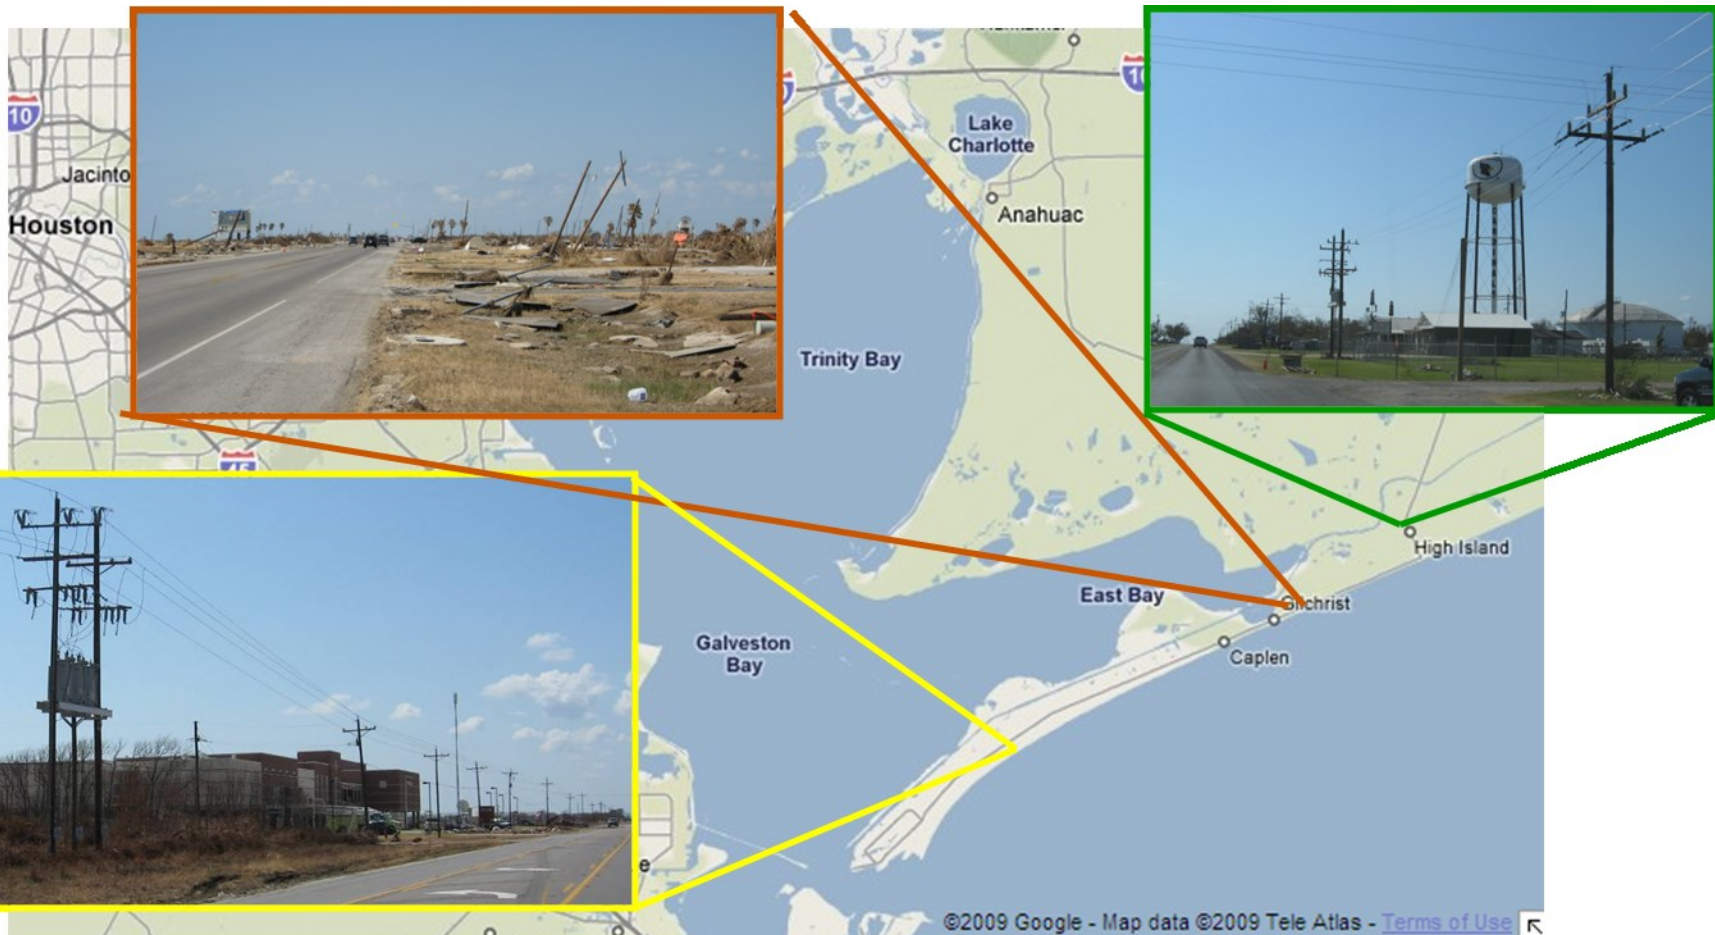 10
Jacinto
Houston
Lake
Charlotte
10
Anahuac
Trinity Bay
45
High Island
East Bay
Gilchrist
Galveston
Bay
Caplen
e
©2009 Google - Map data ©2009 Tele Atlas - Terms of Use